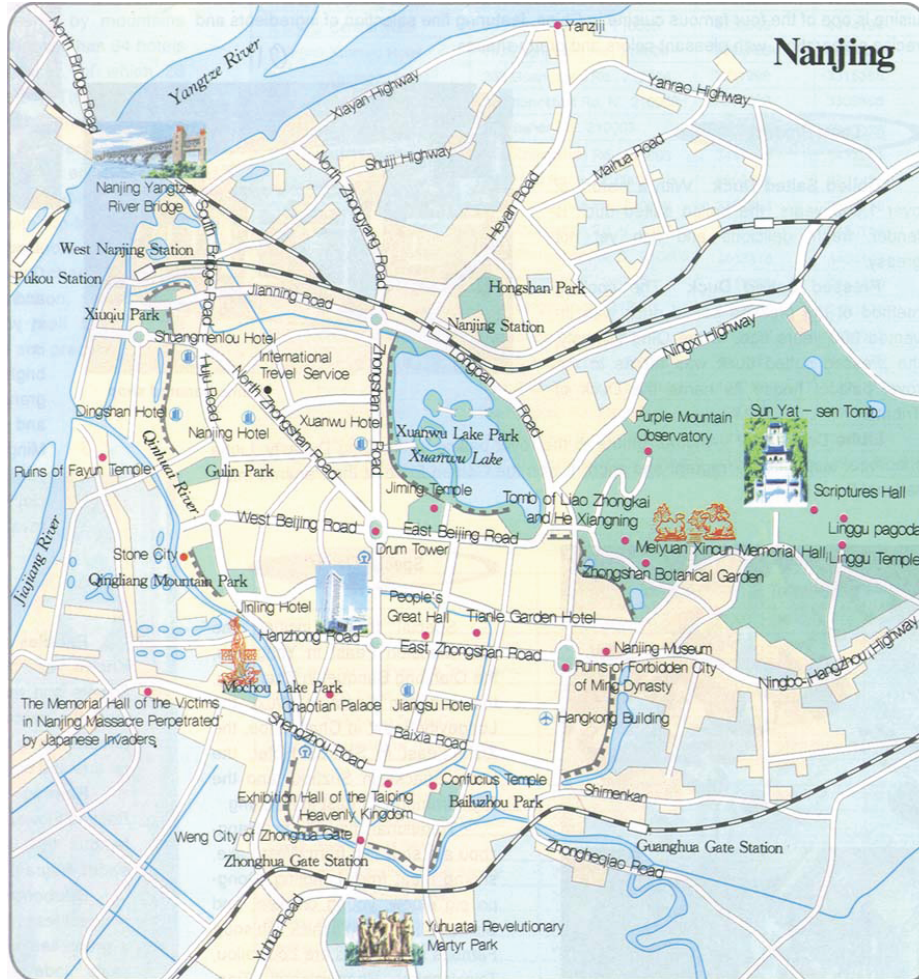 Nanjing
North Bridge Road
Yangtze River
Yanziji
Xiayan Highway
Yanrao Highway
Shuiji Highway
Maihua Road
Nanjing Yangtze
River Bridge
North Zhongyang Road
Heyan Road
South Bridge Road
West Nanjing Station
Pukou Station
Jianning Road
Hongshan Park
Xiuqiu Park
Nanjing Station
Ningxi Highway
Shuangmenlou Hotel
Longpan Road
Huju Road
International
Trevel Service
Zhongshan Road
North Zhongshan Road
Dingshan Hotel
Xuanwu Hotel
Xuanwu Lake Park
Xuanwu Lake
Purple Mountain
Observatory
Sun Yat-sen Tomb
Nanjing Hotel
Qinhuai River
Ruins of Fayun Temple
Gulin Park
Jiming Temple
Tomb of Liao Zhongkai
and He Xiangning
Scriptures Hall
West Beijing Road
East Beijing Road
Linggu pagoda
Jiajiang River
Stone City
Drum Tower
Meiyuan Xincun Memorial Hall
Linggu Temple
Qingliang Mountain Park
Zhongshan Botanical Garden
Jinling Hotel
People's
Great Hall
Tianle Garden Hotel
Hanzhong Road
East Zhongshan Road
Nanjing Museum
Ruins of Forbidden City
of Ming Dynasty
Ningbo-Hangzhou Highway
Mochou Lake Park
The Memorial Hall of the Victims
in Nanjing Massacre Perpetrated
by Japanese Invaders
Chaotian Palace
Jiangsu Hotel
Hangkong Building
Shengzhou Road
Baixia Road
Confucius Temple
Exhibition Hall of the Taiping
Heavenly Kingdom
Bailuzhou Park
Shimenkan
Weng City of Zhonghua Gate
Guanghua Gate Station
Zhonghua Gate Station
Zhongheqiao Road
Yuhua Road
Yuhuatai Revelutionary
Martyr Park